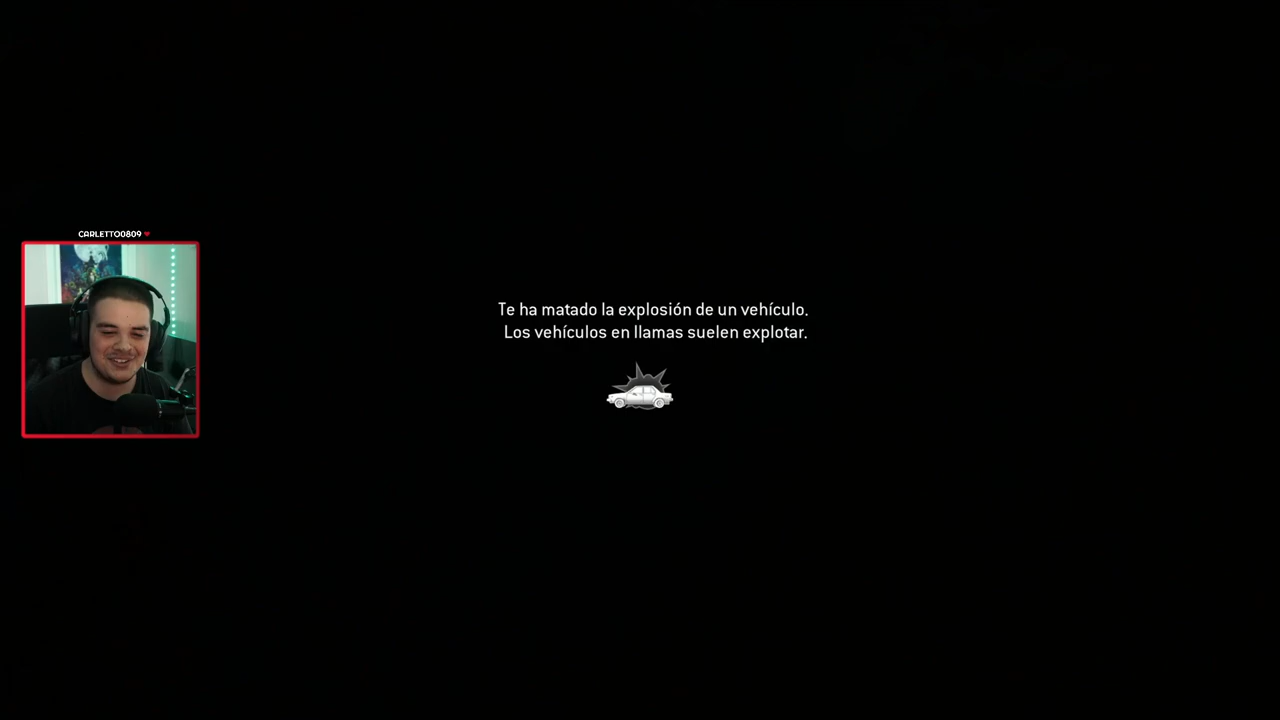 CARLETTO0809
Te ha matado la explosión de un vehículo.
Los vehículos en llamas suelen explotar.